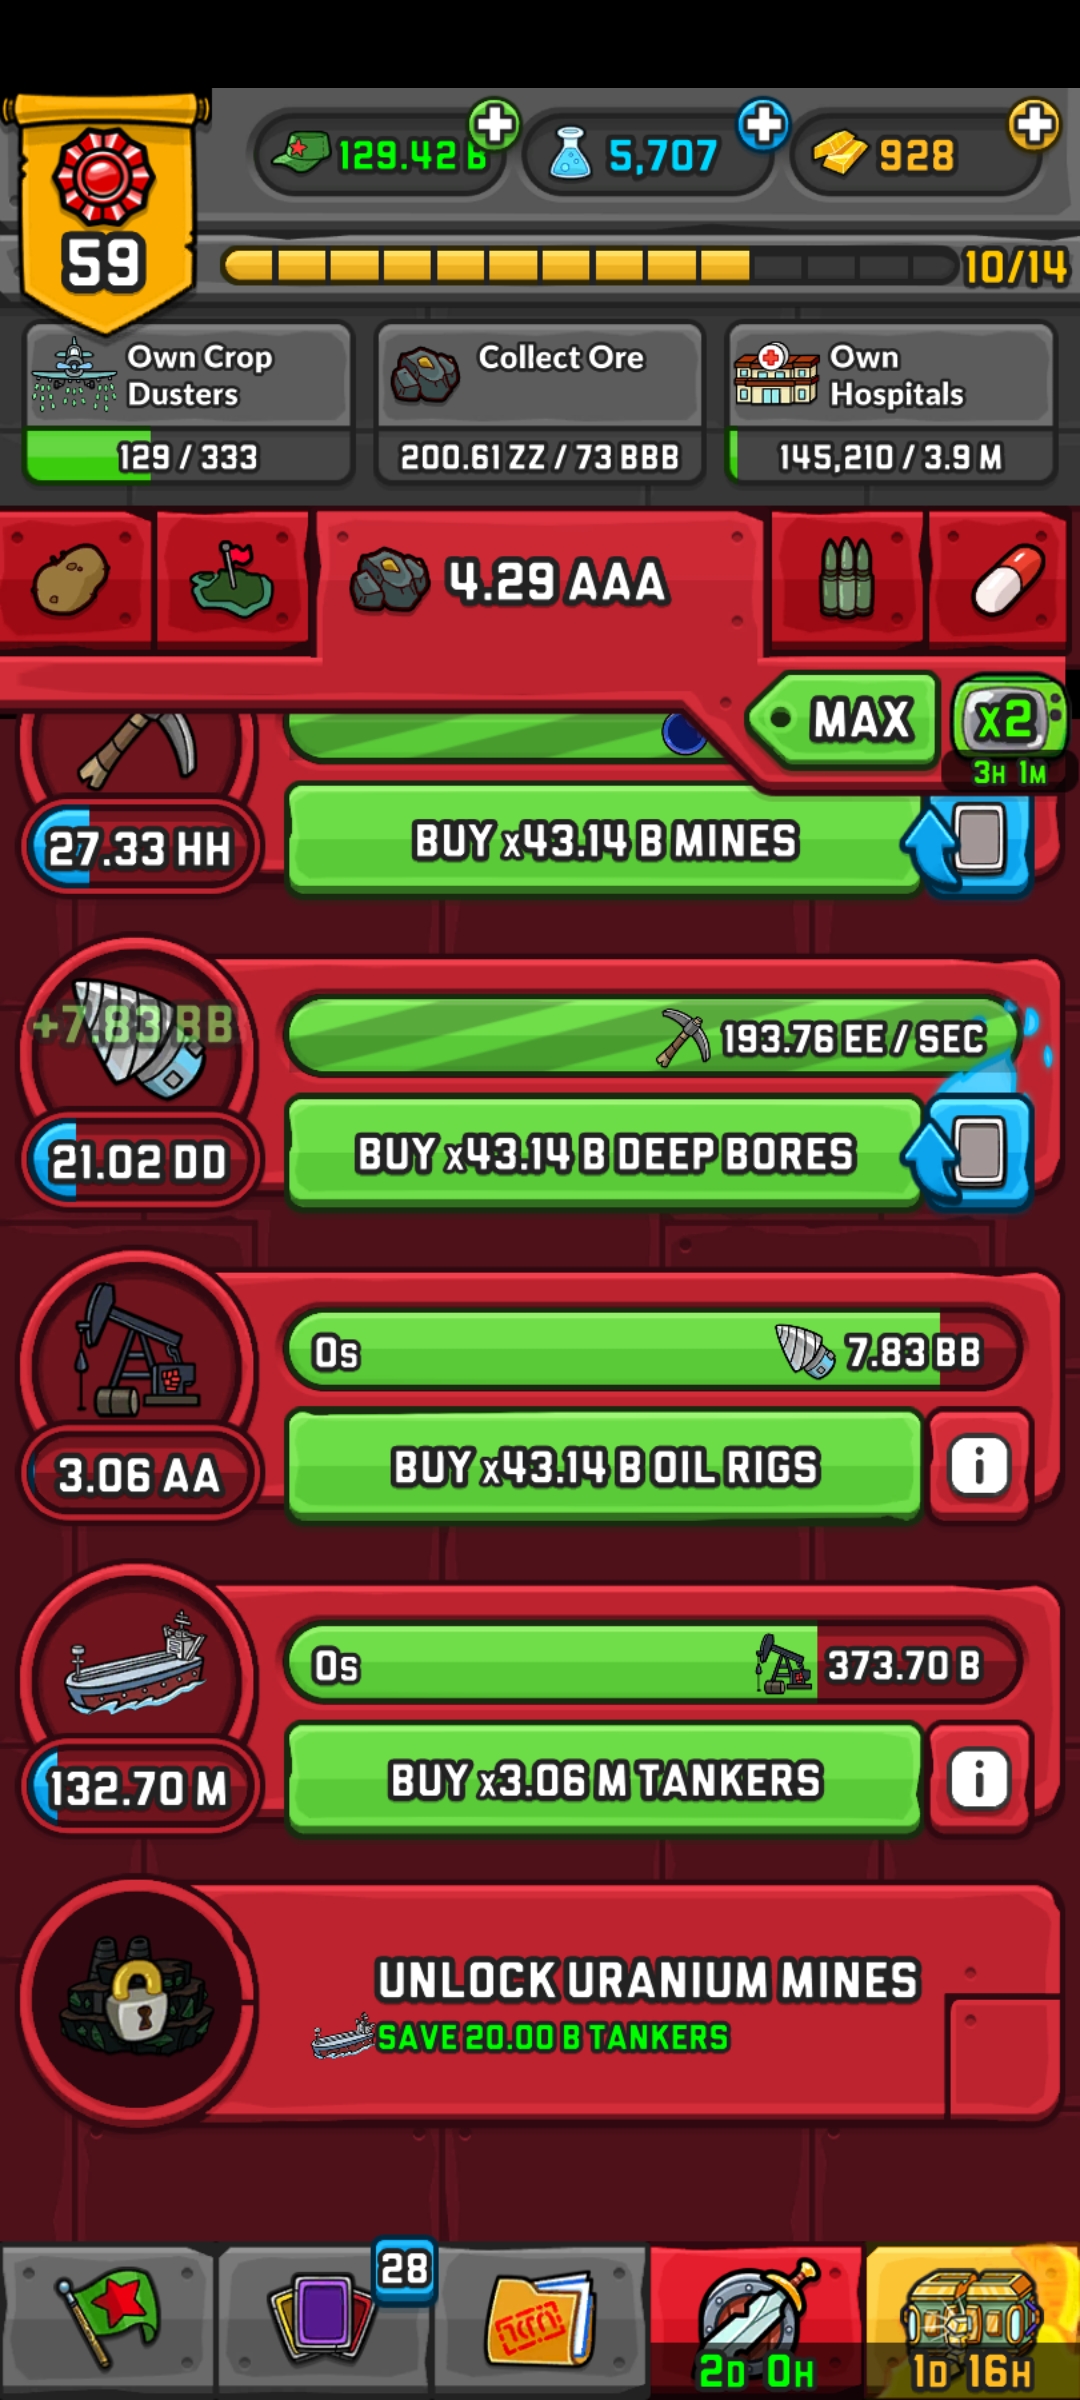 129.42 B
5,707
928
59
10/14
Own Crop
Dusters
129 / 333
Collect Ore
200.61 ZZ / 73 BBB
Own
Hospitals
145,210 / 3.9 M
4.29 AAA
MAX
x2
3H 1M
27.33 HH
BUY x43.14 B MINES
+7.83 BB
193.76 EE / SEC
21.02 DD
BUY x43.14 B DEEP BORES
0s
7.83 BB
3.06 AA
BUY x43.14 B OIL RIGS
i
0s
373.70 B
132.70 M
BUY x3.06 M TANKERS
i
UNLOCK URANIUM MINES
SAVE 20.00 B TANKERS
28
2D 0H
1D 16H